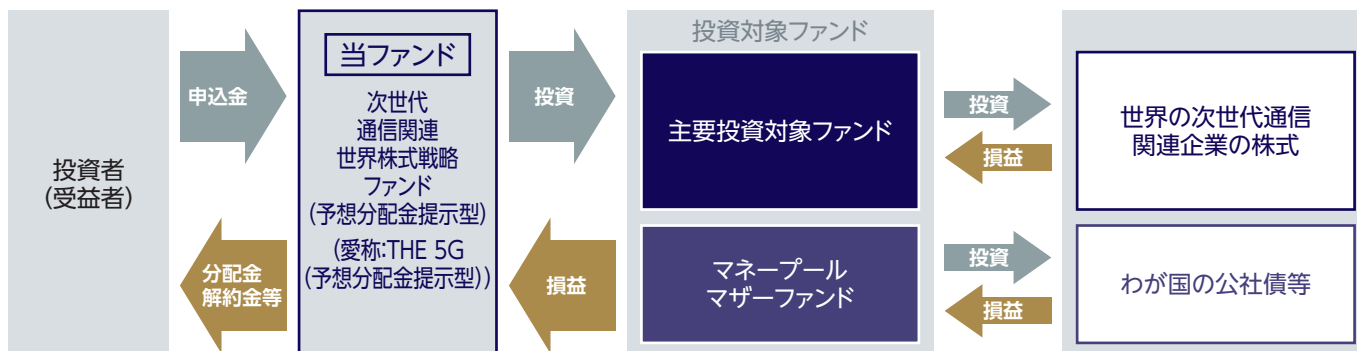 投資者
(受益者)
申込金
分配金
解約金等
当ファンド
次世代
通信関連
世界株式戦略
ファンド
(予想分配金提示型)
(愛称:THE 5G
(予想分配金提示型))
投資
損益
投資対象ファンド
主要投資対象ファンド
マネープール
マザーファンド
投資
損益
投資
損益
世界の次世代通信
関連企業の株式
わが国の公社債等